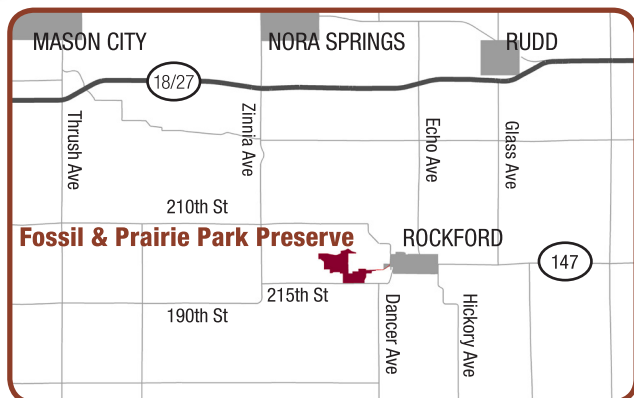 MASON CITY
NORA SPRINGS
RUDD
18/27
Thrush Ave
Zinnia Ave
Echo Ave
Glass Ave
210th St
Fossil & Prairie Park Preserve
ROCKFORD
147
215th St
190th St
Dancer Ave
Hickory Ave